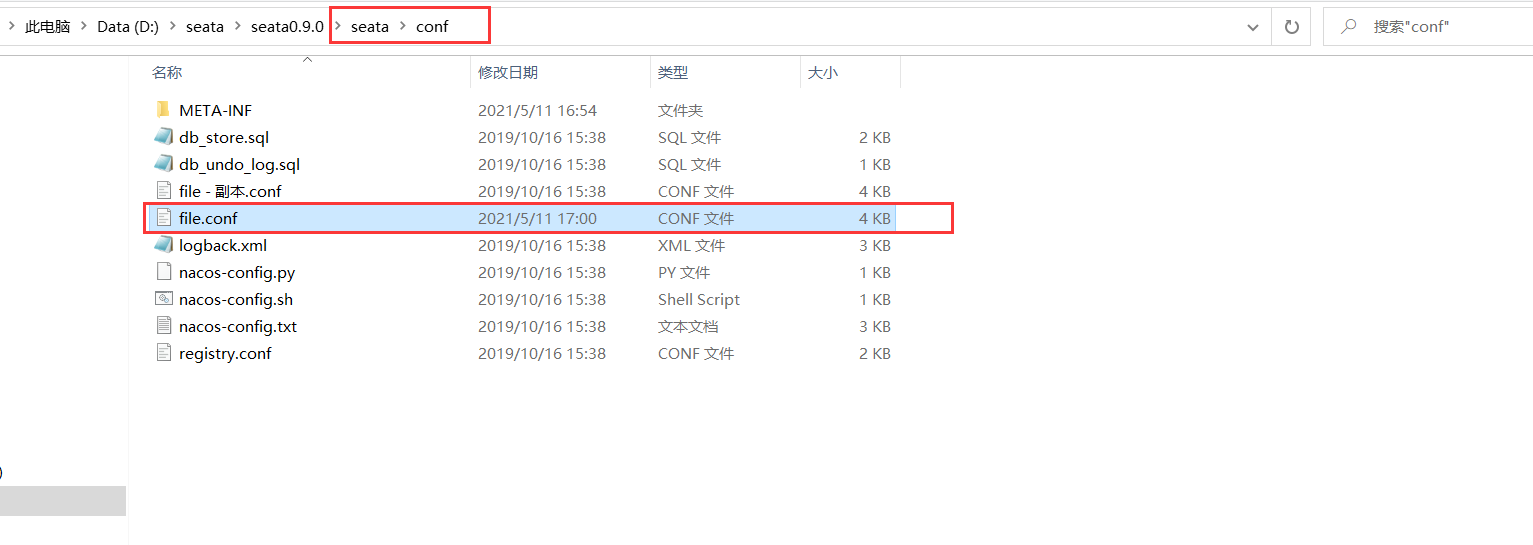 此电脑 > Data (D:) > seata > seata0.9.0 > seata > conf 搜索"conf"
名称 修改日期 类型 大小
META-INF 2021/5/11 16:54 文件夹
db_store.sql 2019/10/16 15:38 SQL 文件 2 KB
db_undo_log.sql 2019/10/16 15:38 SQL 文件 1 KB
file - 副本.conf 2019/10/16 15:38 CONF 文件 4 KB
file.conf 2021/5/11 17:00 CONF 文件 4 KB
logback.xml 2019/10/16 15:38 XML 文件 3 KB
nacos-config.py 2019/10/16 15:38 PY 文件 1 KB
nacos-config.sh 2019/10/16 15:38 Shell Script 1 KB
nacos-config.txt 2019/10/16 15:38 文本文档 3 KB
registry.conf 2019/10/16 15:38 CONF 文件 2 KB
)